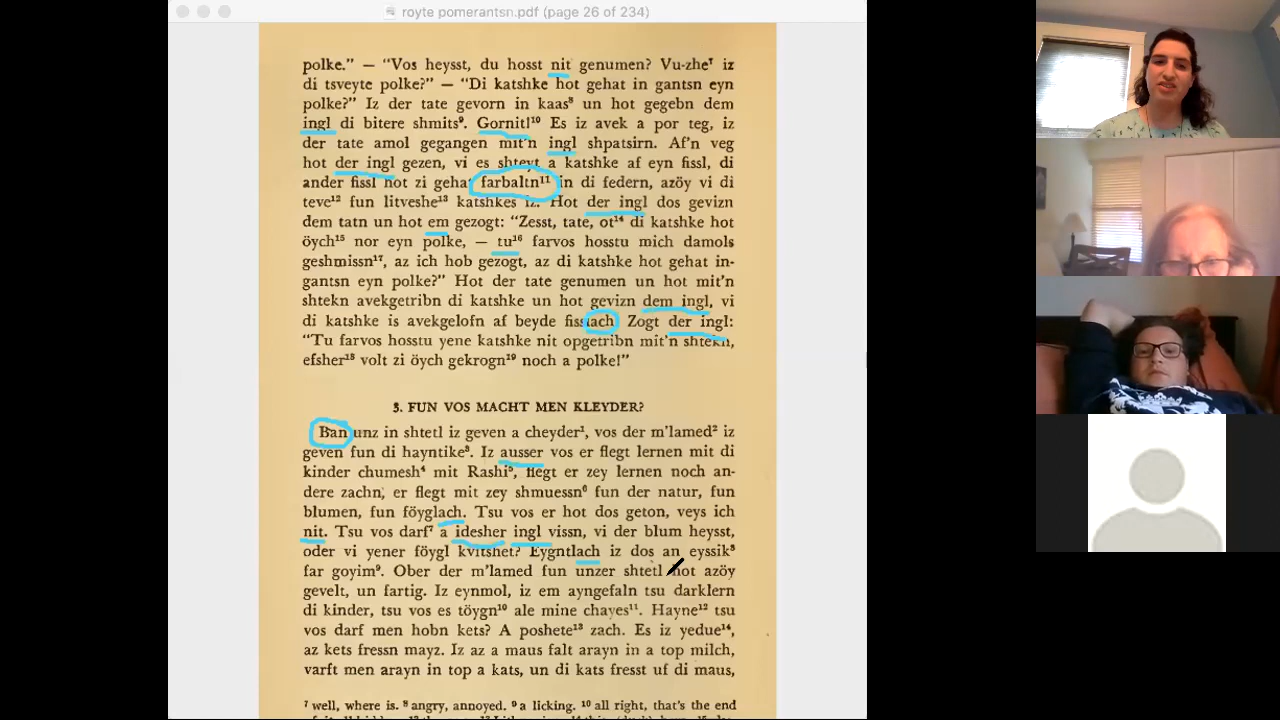 royte pomerantsn.pdf (page 26 of 234)
polke." — "Vos heysst, du hosst nit genumen? Vu-zhe⁷ iz
di tsveyte polke?" — "Di katshke hot gehat in gantsn eyn
polke?" Iz der tate gevorn in kaas⁸ un hot gegebn dem
ingl di bitere shmits⁹. Gornitl¹⁰ Es iz avek a por teg, iz
der tate amol gegangen mit'n ingl shpatsirn. Af'n veg
hot der ingl gezen, vi es shteyt a katshke af eyn fissl, di
ander fissl hot zi gehat farbaltn¹¹ in di federn, azöy vi di
teve¹² fun litveshe¹³ katshkes iz. Hot der ingl dos gevizn
dem tatn un hot em gezogt: "Zesst, tate, ot¹⁴ di katshke hot
öych¹⁵ nor eyn polke, — tu¹⁶ farvos hosstu mich damols
geshmissn¹⁷, az ich hob gezogt, az di katshke hot gehat in-
gantsn eyn polke?" Hot der tate genumen un hot mit'n
shtekn avekgetribn di katshke un hot gevizn dem ingl, vi
di katshke is avekgelofn af beyde fisslach Zogt der ingl:
"Tu farvos hosstu yene katshke nit opgetribn mit'n shtekn,
efsher¹⁸ volt zi öych gekrogn¹⁹ noch a polke!"
3. FUN VOS MACHT MEN KLEYDER?
Ban unz in shtetl iz geven a cheyder¹, vos der m'lamed² iz
geven fun di hayntike³. Iz ausser vos er flegt lernen mit di
kinder chumesh⁴ mit Rashi⁵, flegt er zey lernen noch an-
dere zachn, er flegt mit zey shmuessn⁶ fun der natur, fun
blumen, fun föyglach. Tsu vos er hot dos geton, veys ich
nit. Tsu vos darf⁷ a idesher ingl vissn, vi der blum heysst,
oder vi yener föygl kvitshet? Eygntlach iz dos an eyssik⁸
far goyim⁹. Ober der m'lamed fun unzer shtetl hot azöy
gevelt, un fartig. Iz eynmol, iz em ayngefaln tsu darklern
di kinder, tsu vos es töygn¹⁰ ale mine chayes¹¹. Hayne¹² tsu
vos darf men hobn kets? A poshete¹³ zach. Es iz yedue¹⁴,
az kets fressn mayz. Iz az a maus falt arayn in a top milch,
varft men arayn in top a kats, un di kats fresst uf di maus,
⁷ well, where is. ⁸ angry, annoyed. ⁹ a licking. ¹⁰ all right, that's the end